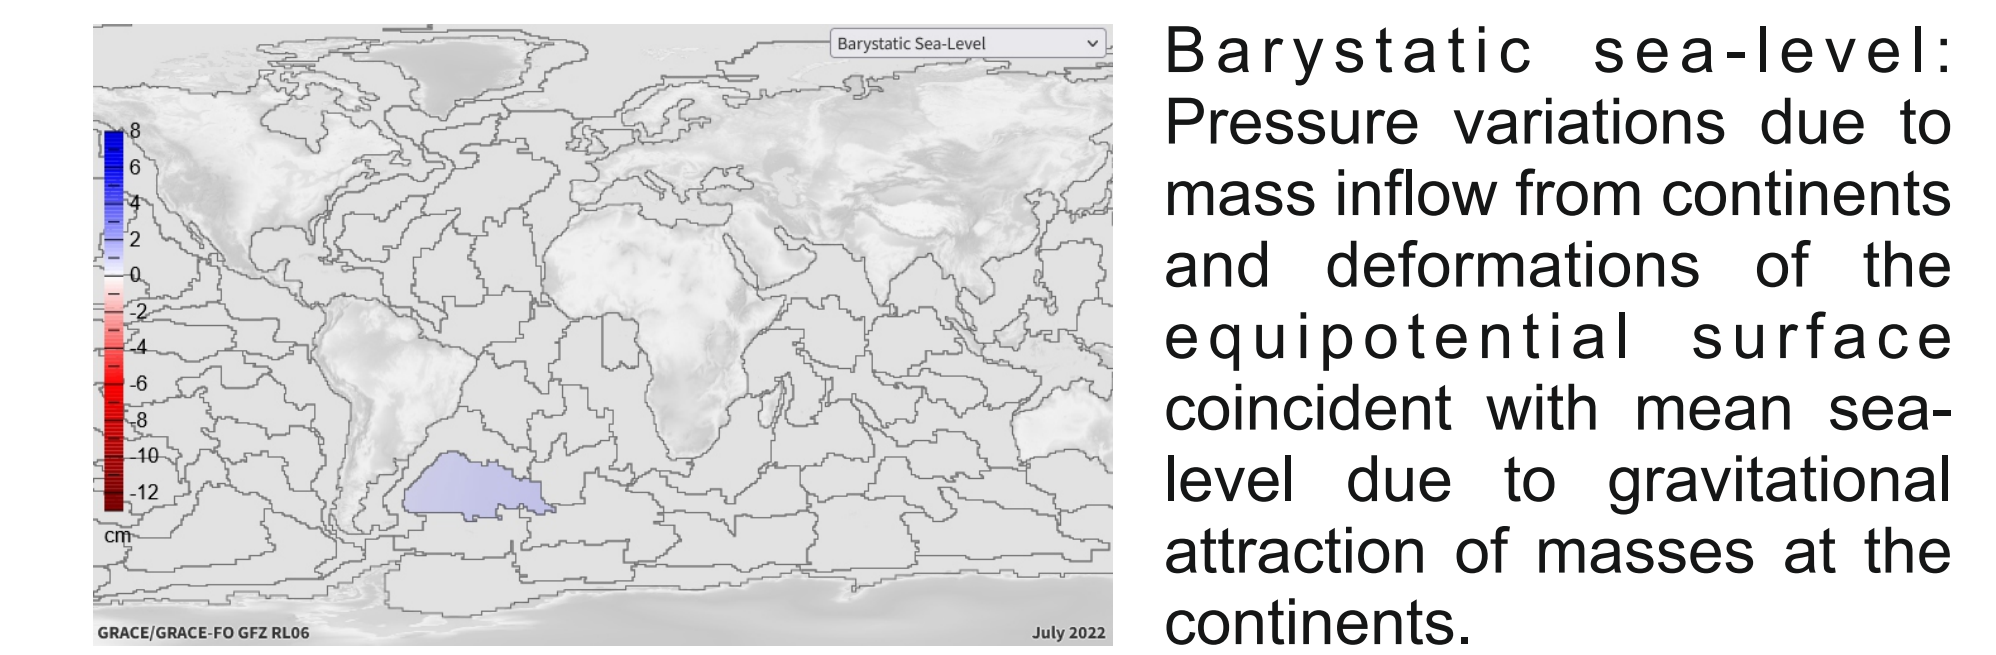 Barystatic Sea-Level
8
6
4
2
0
-2
-4
-6
-8
-10
-12
cm
GRACE/GRACE-FO GFZ RL06
July 2022
Barystatic sea-level:
Pressure variations due to
mass inflow from continents
and deformations of the
equipotential surface
coincident with mean sea-
level due to gravitational
attraction of masses at the
continents.